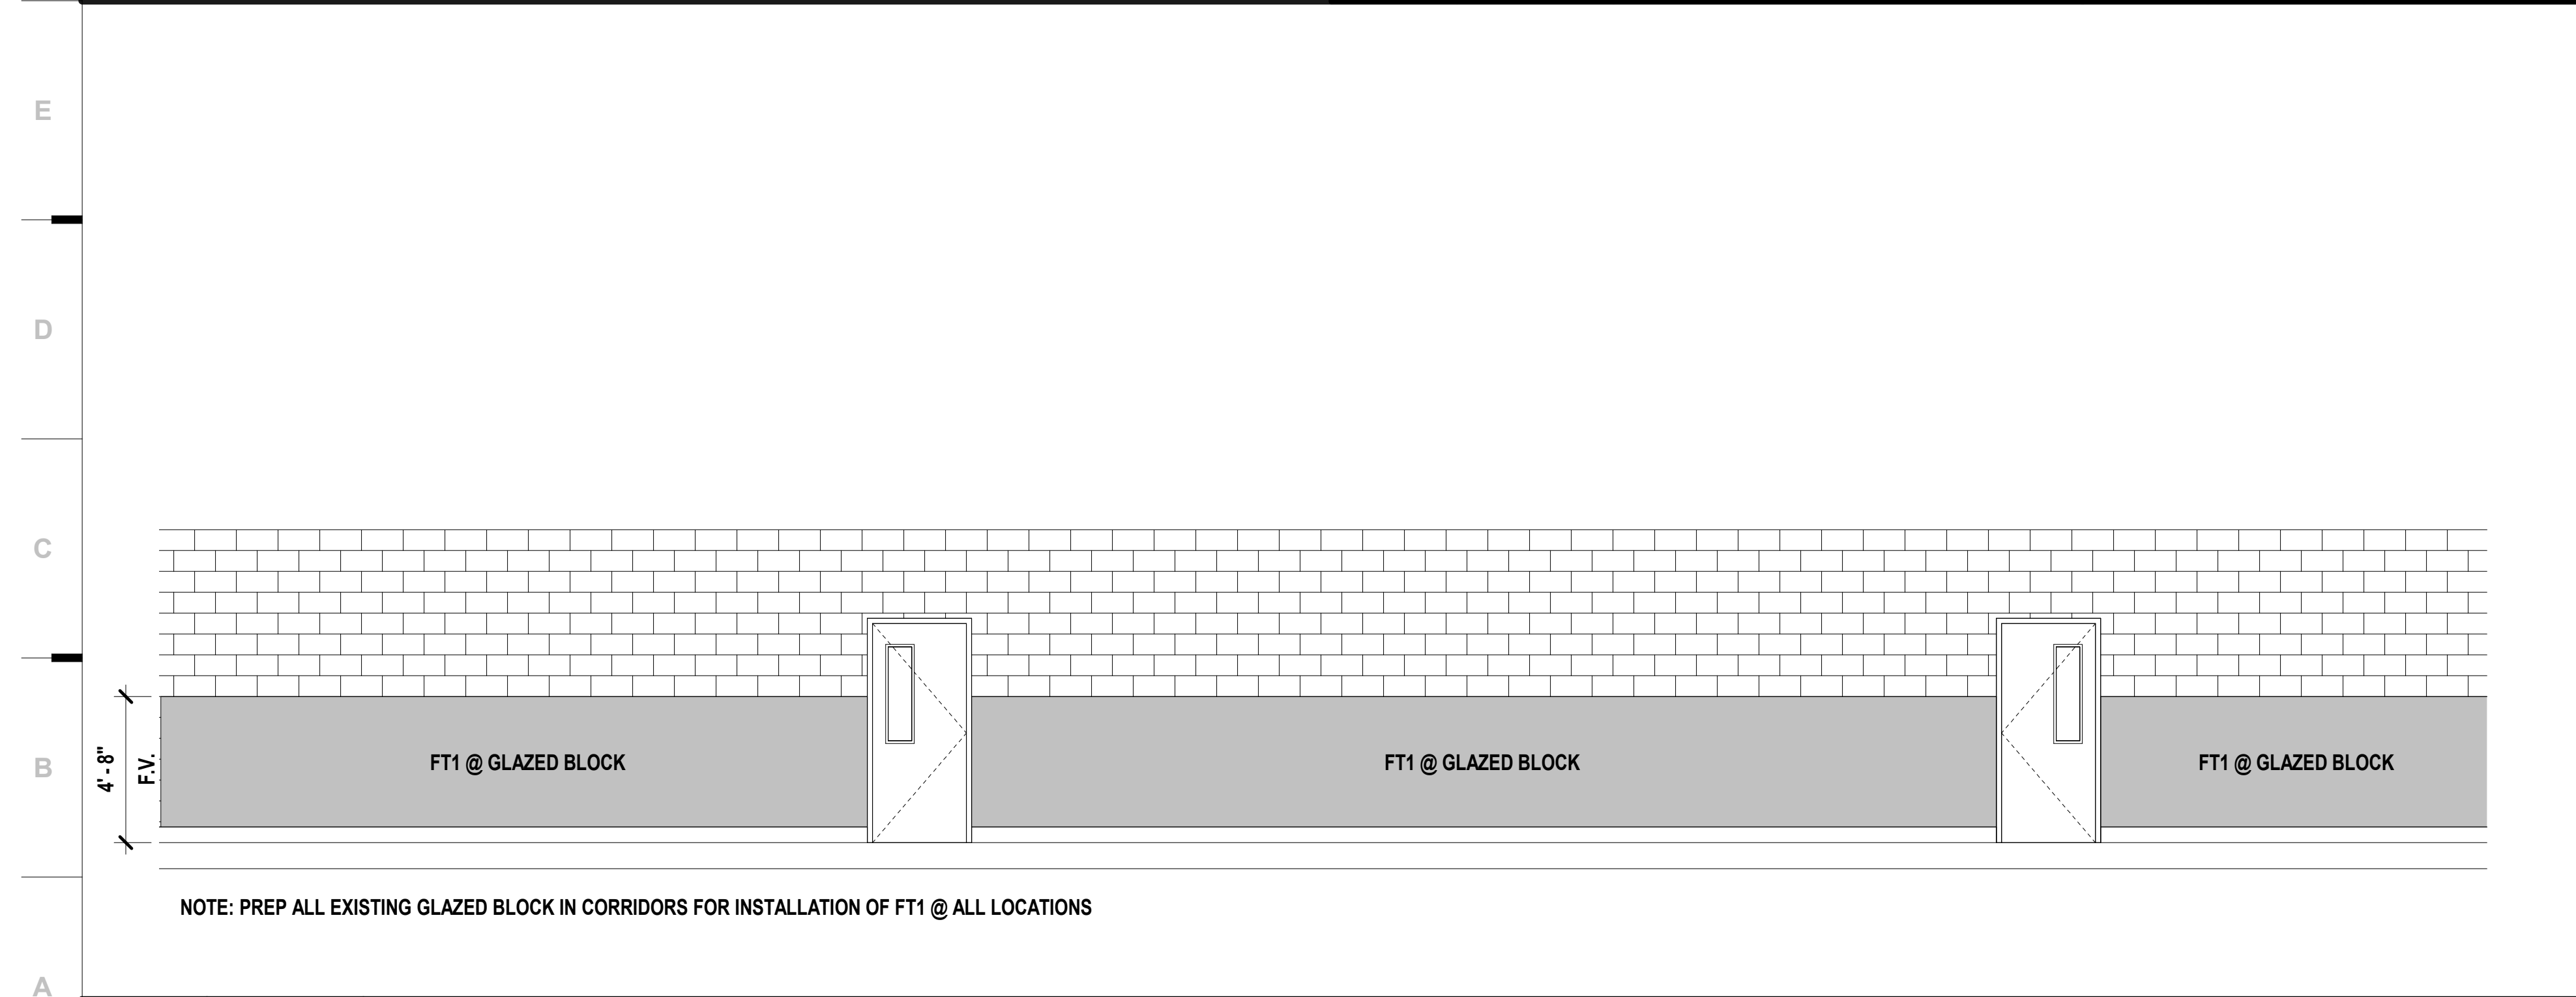 E
D
C
B
A
4' - 8"
F.V.
FT1 @ GLAZED BLOCK
FT1 @ GLAZED BLOCK
FT1 @ GLAZED BLOCK
NOTE: PREP ALL EXISTING GLAZED BLOCK IN CORRIDORS FOR INSTALLATION OF FT1 @ ALL LOCATIONS